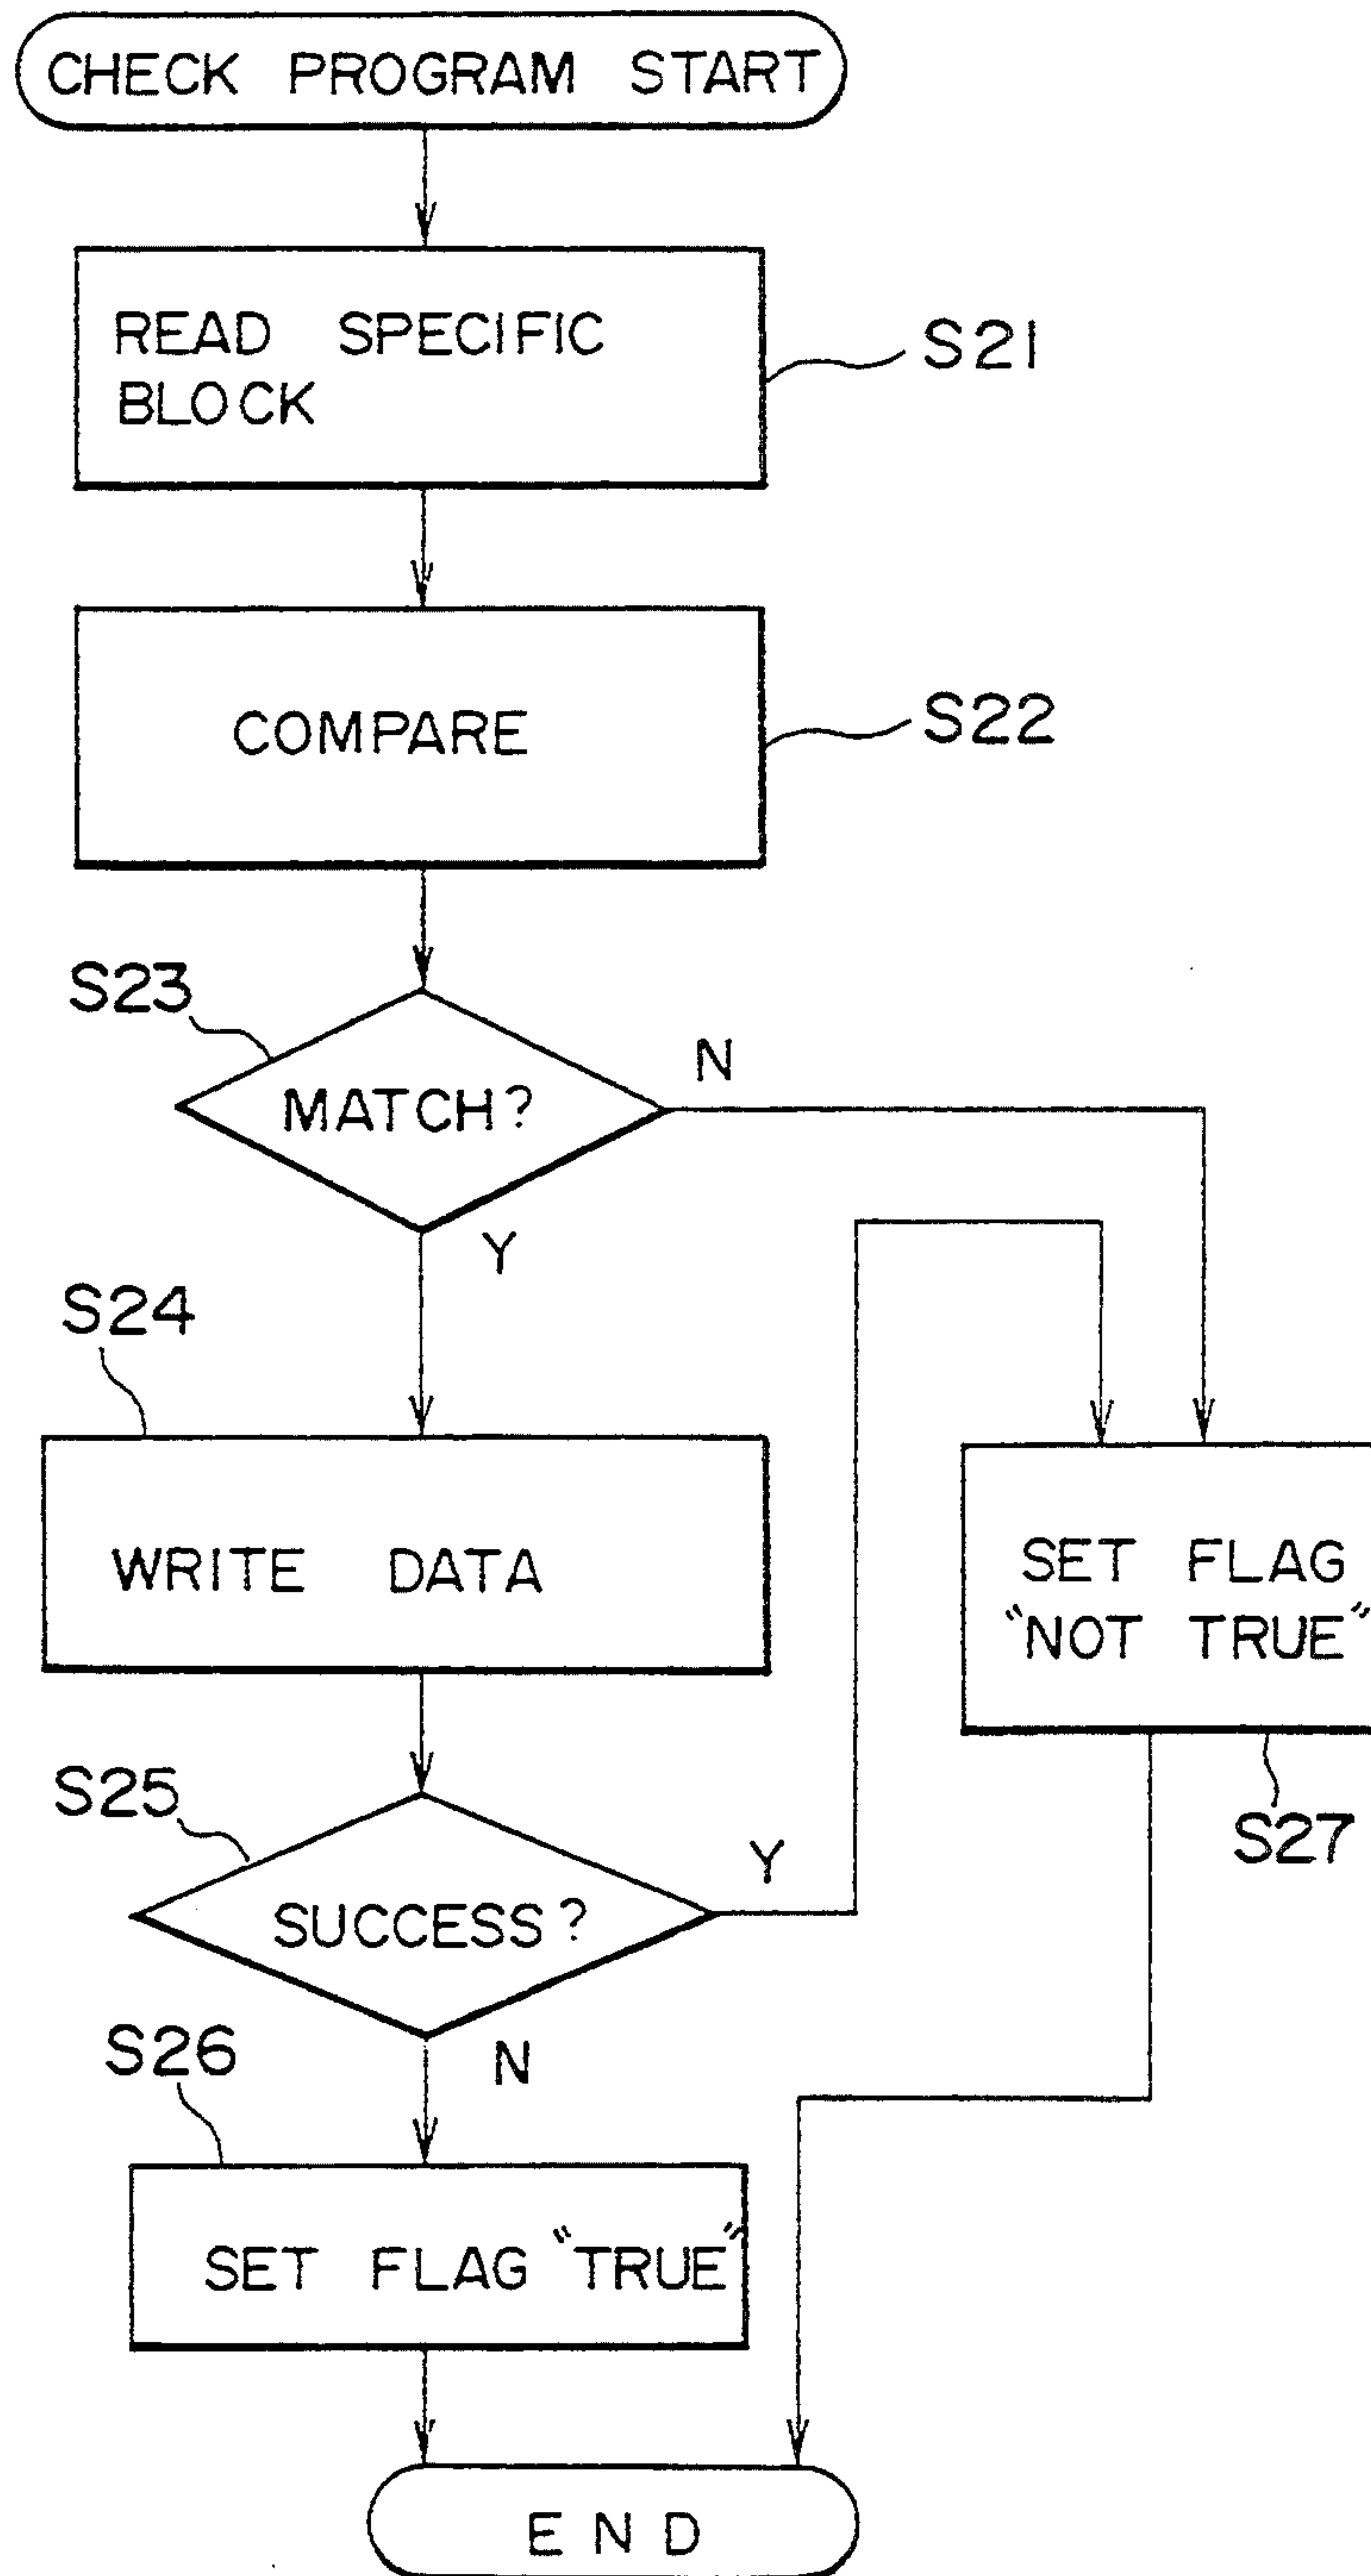 CHECK PROGRAM START
READ SPECIFIC
BLOCK
S21
COMPARE
S22
S23
MATCH?
N
Y
S24
WRITE DATA
SET FLAG
"NOT TRUE"
S27
S25
SUCCESS?
Y
N
S26
SET FLAG "TRUE"
END